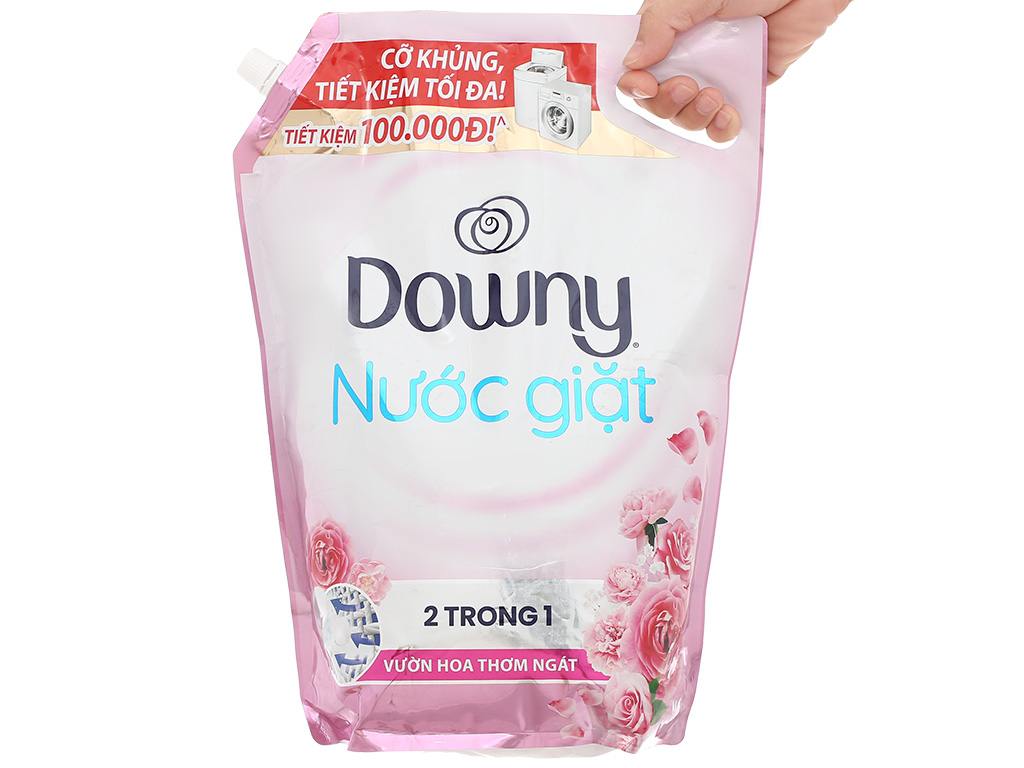 CỠ KHỦNG,
TIẾT KIỆM TỐI ĐA!
TIẾT KIỆM 100.000Đ!^
Downy®
Nước giặt
2 TRONG 1
VƯỜN HOA THƠM NGÁT